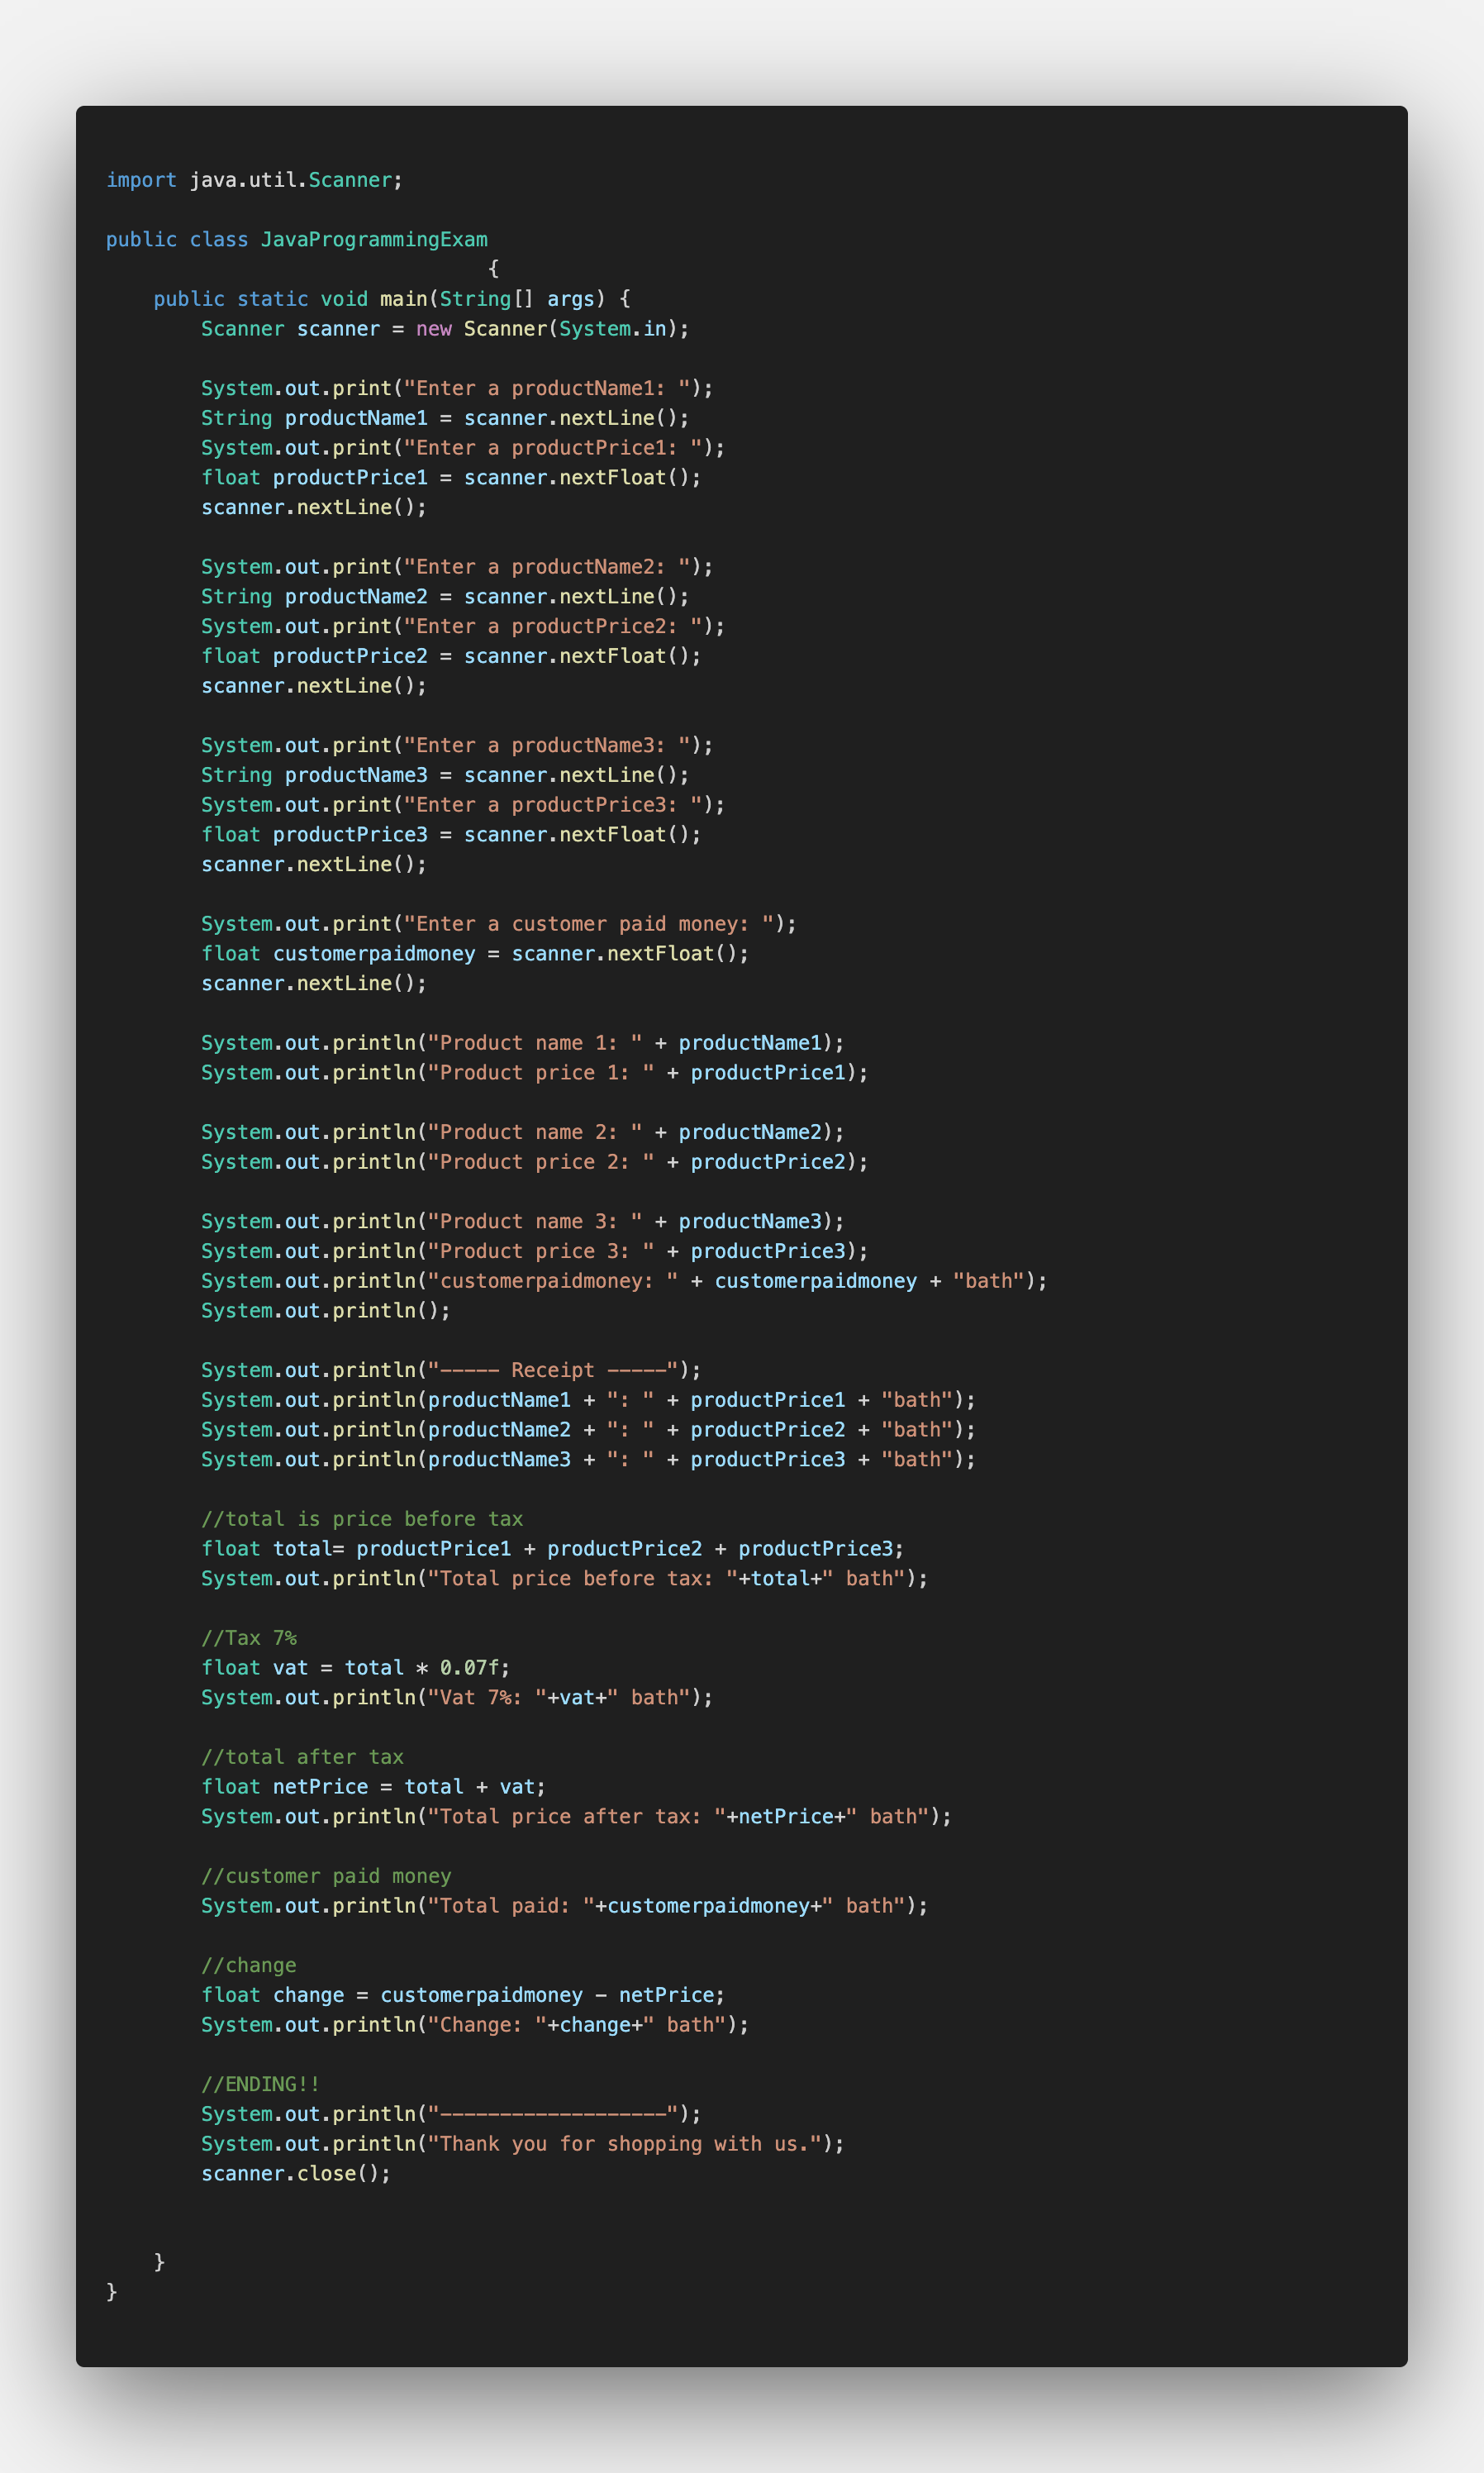 import java.util.Scanner;
public class JavaProgrammingExam
{
public static void main(String[] args) {
Scanner scanner = new Scanner(System.in);
System.out.print("Enter a productName1: ");
String productName1 = scanner.nextLine();
System.out.print("Enter a productPrice1: ");
float productPrice1 = scanner.nextFloat();
scanner.nextLine();
System.out.print("Enter a productName2: ");
String productName2 = scanner.nextLine();
System.out.print("Enter a productPrice2: ");
float productPrice2 = scanner.nextFloat();
scanner.nextLine();
System.out.print("Enter a productName3: ");
String productName3 = scanner.nextLine();
System.out.print("Enter a productPrice3: ");
float productPrice3 = scanner.nextFloat();
scanner.nextLine();
System.out.print("Enter a customer paid money: ");
float customerpaidmoney = scanner.nextFloat();
scanner.nextLine();
System.out.println("Product name 1: " + productName1);
System.out.println("Product price 1: " + productPrice1);
System.out.println("Product name 2: " + productName2);
System.out.println("Product price 2: " + productPrice2);
System.out.println("Product name 3: " + productName3);
System.out.println("Product price 3: " + productPrice3);
System.out.println("customerpaidmoney: " + customerpaidmoney + "bath");
System.out.println();
System.out.println("----- Receipt -----");
System.out.println(productName1 + ": " + productPrice1 + "bath");
System.out.println(productName2 + ": " + productPrice2 + "bath");
System.out.println(productName3 + ": " + productPrice3 + "bath");
//total is price before tax
float total= productPrice1 + productPrice2 + productPrice3;
System.out.println("Total price before tax: "+total+" bath");
//Tax 7%
float vat = total * 0.07f;
System.out.println("Vat 7%: "+vat+" bath");
//total after tax
float netPrice = total + vat;
System.out.println("Total price after tax: "+netPrice+" bath");
//customer paid money
System.out.println("Total paid: "+customerpaidmoney+" bath");
//change
float change = customerpaidmoney - netPrice;
System.out.println("Change: "+change+" bath");
//ENDING!!
System.out.println("-------------------");
System.out.println("Thank you for shopping with us.");
scanner.close();
}
}